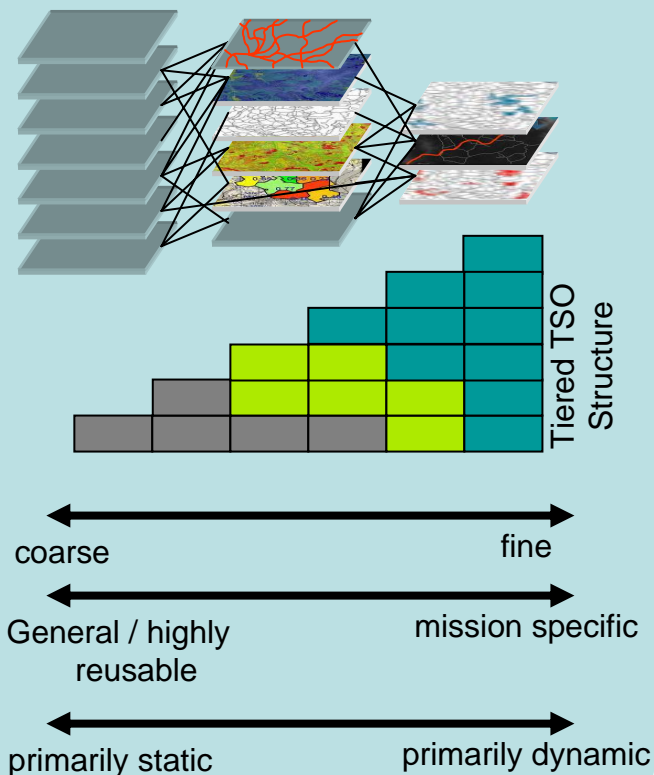 Tiered TSO
Structure
coarse
fine
General / highly
reusable
mission specific
primarily static
primarily dynamic